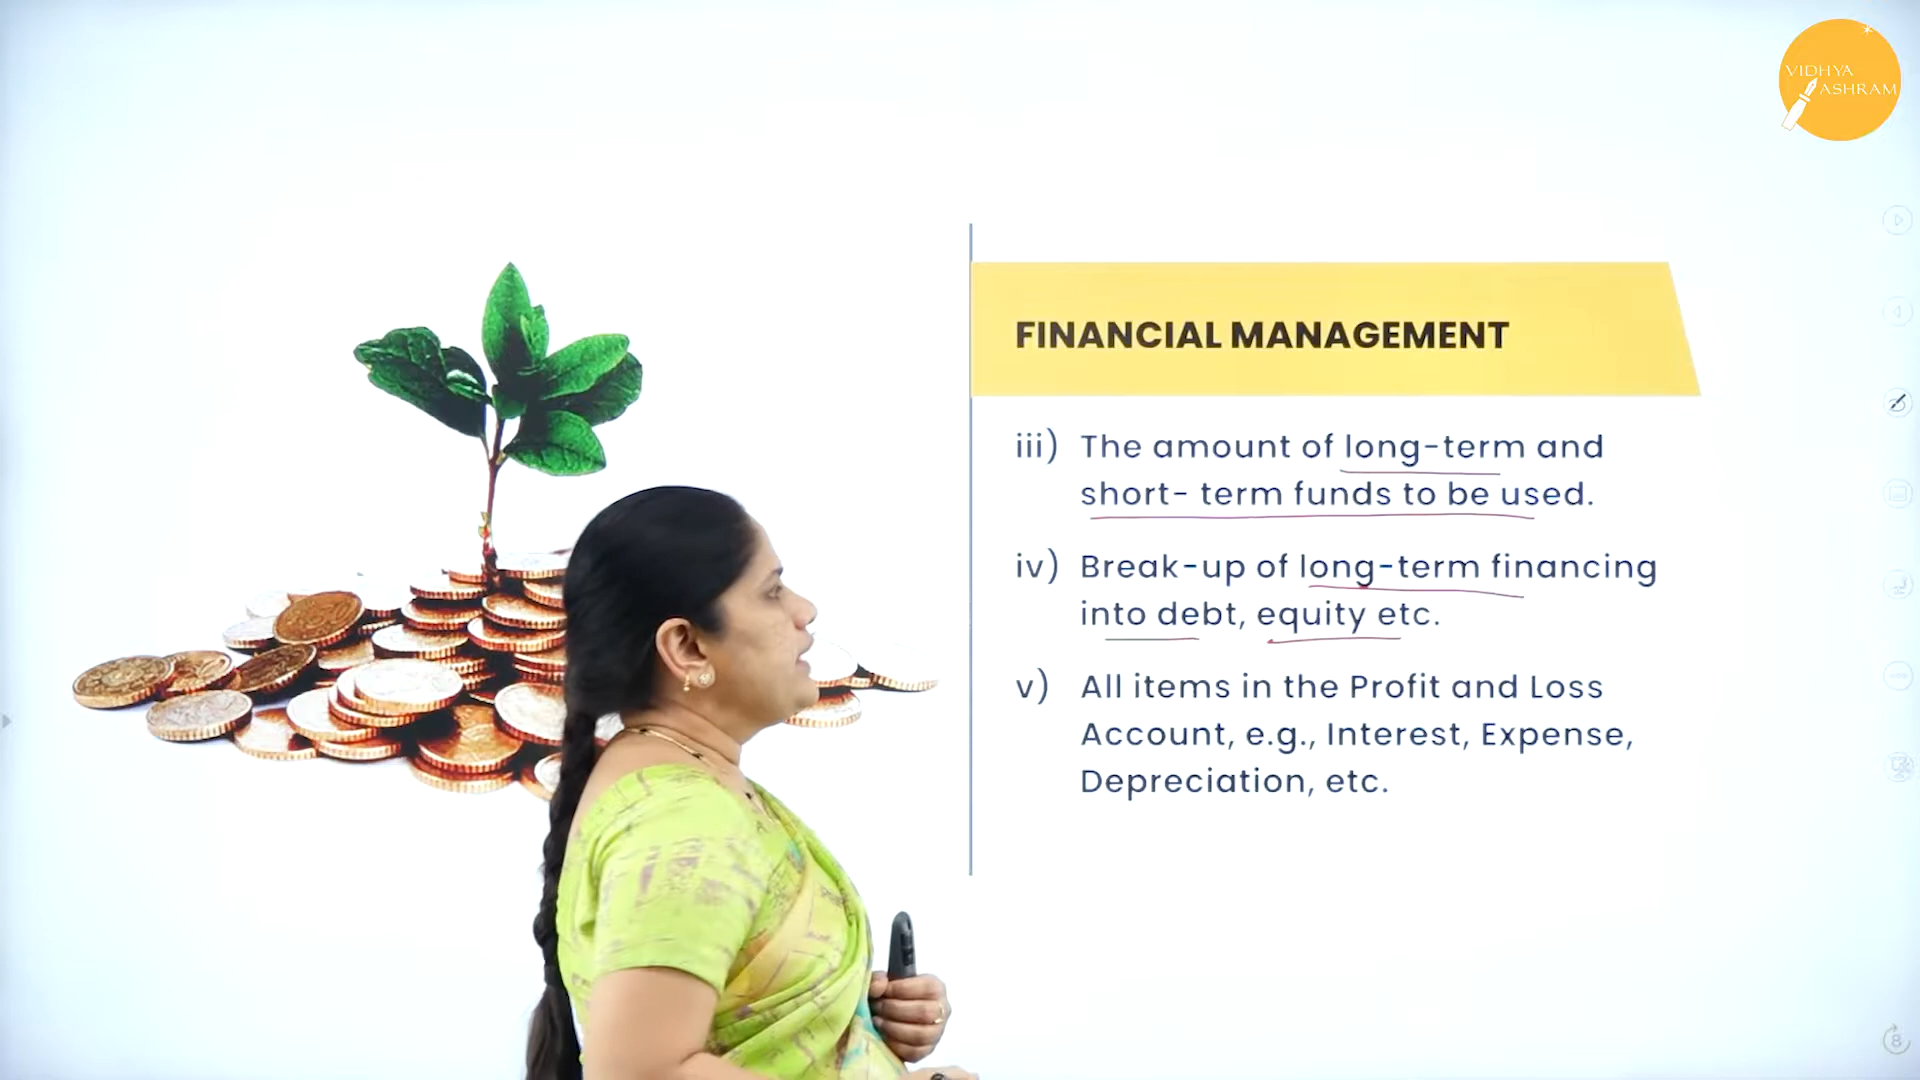 VIDHYA
ASHRAM
FINANCIAL MANAGEMENT
iii) The amount of long-term and
short- term funds to be used.
iv) Break-up of long-term financing
into debt, equity etc.
v) All items in the Profit and Loss
Account, e.g., Interest, Expense,
Depreciation, etc.
8